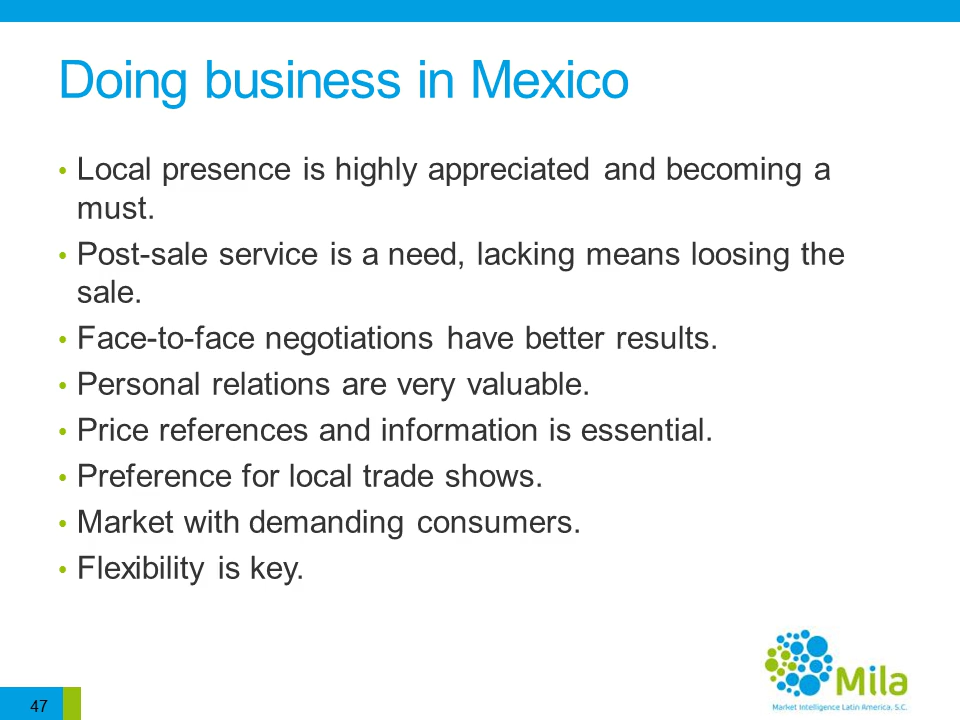 Doing business in Mexico
• Local presence is highly appreciated and becoming a
must.
• Post-sale service is a need, lacking means loosing the
sale.
• Face-to-face negotiations have better results.
• Personal relations are very valuable.
• Price references and information is essential.
• Preference for local trade shows.
• Market with demanding consumers.
• Flexibility is key.
Mila
Market Intelligence Latin America, S.C.
47